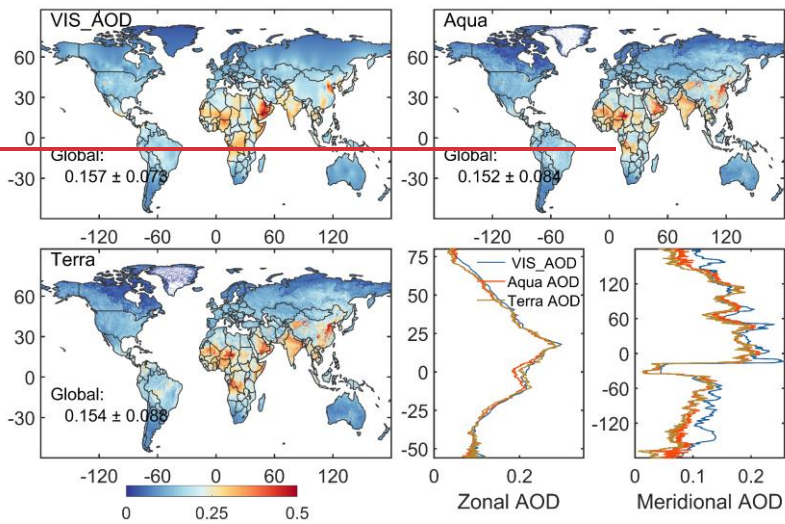 VIS_AOD
60
30
0
-30
Global:
0.157 ± 0.073
-120 -60 0 60 120
Aqua
60
30
0
-30
Global:
0.152 ± 0.084
-120 -60 0 60 120
Terra
60
30
0
-30
Global:
0.154 ± 0.088
-120 -60 0 60 120
0 0.25 0.5
75
50
25
0
-25
-50
VIS_AOD
Aqua AOD
Terra AOD
0 0.2
Zonal AOD
120
60
0
-60
-120
0 0.1 0.2
Meridional AOD